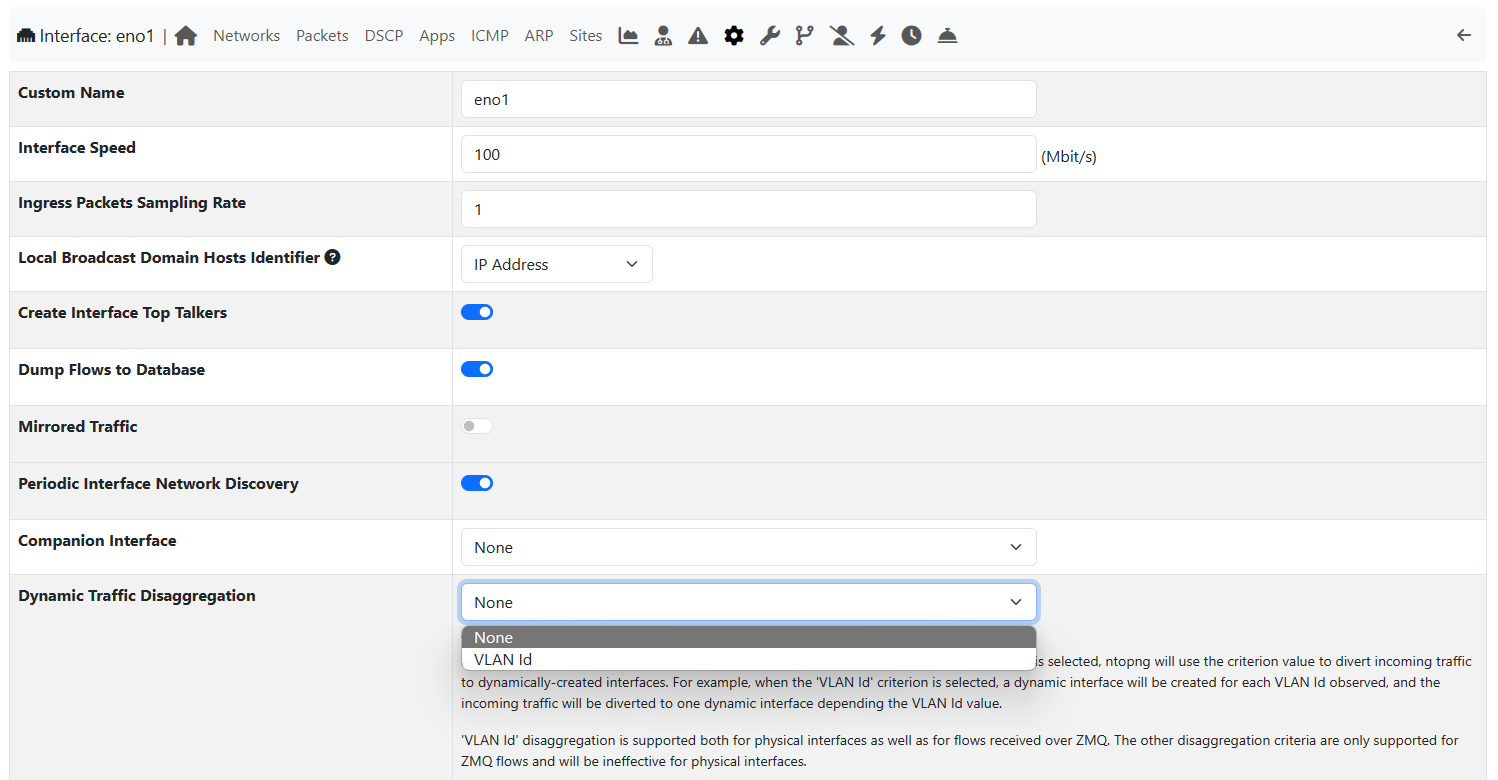 Interface: eno1 | Networks Packets DSCP Apps ICMP ARP Sites
Custom Name
eno1
Interface Speed
100
(Mbit/s)
Ingress Packets Sampling Rate
1
Local Broadcast Domain Hosts Identifier ?
IP Address
Create Interface Top Talkers
Dump Flows to Database
Mirrored Traffic
Periodic Interface Network Discovery
Companion Interface
None
Dynamic Traffic Disaggregation
None
None
VLAN Id
is selected, ntopng will use the criterion value to divert incoming traffic
to dynamically-created interfaces. For example, when the 'VLAN Id' criterion is selected, a dynamic interface will be created for each VLAN Id observed, and the
incoming traffic will be diverted to one dynamic interface depending the VLAN Id value.
'VLAN Id' disaggregation is supported both for physical interfaces as well as for flows received over ZMQ. The other disaggregation criteria are only supported for
ZMQ flows and will be ineffective for physical interfaces.